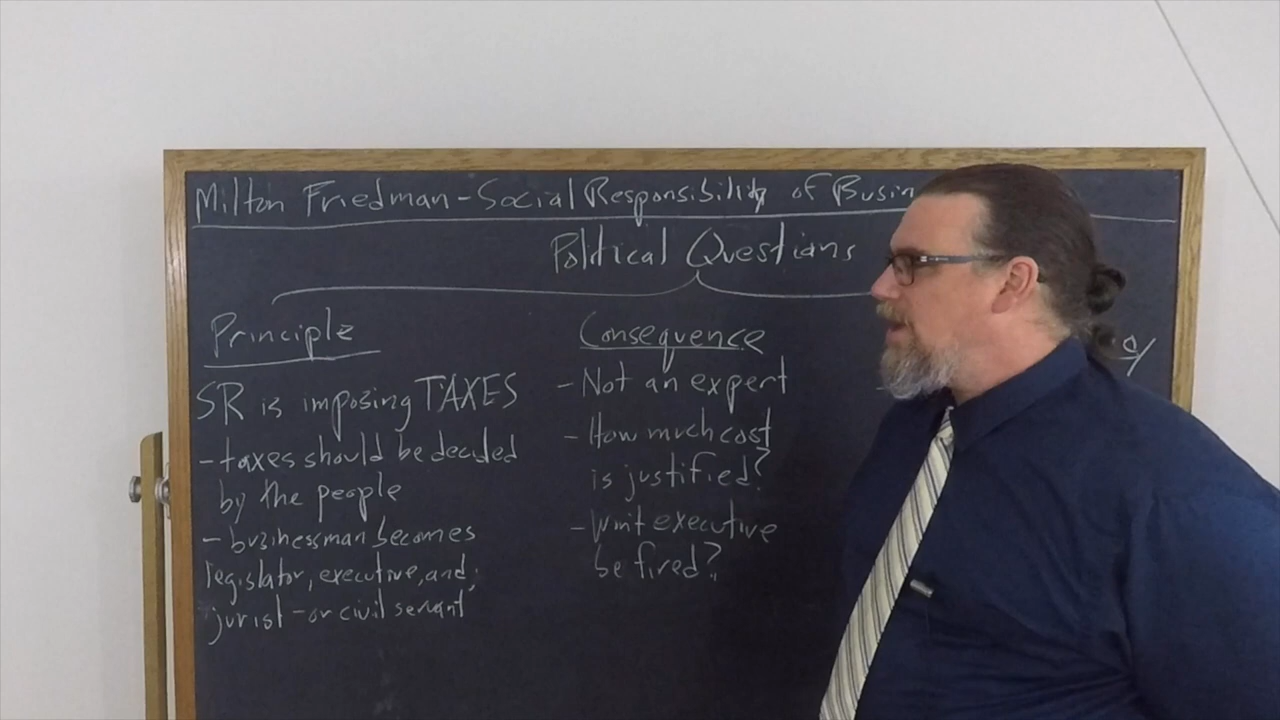 Milton Friedman - Social Responsibility of Busin
Political Questions
Principle
SR is imposing TAXES
- taxes should be decided
by the people
- businessman becomes
legislator, executive, and
jurist - or civil servant
Consequence
- Not an expert
- How much cost
is justified?
- Won't executive
be fired?